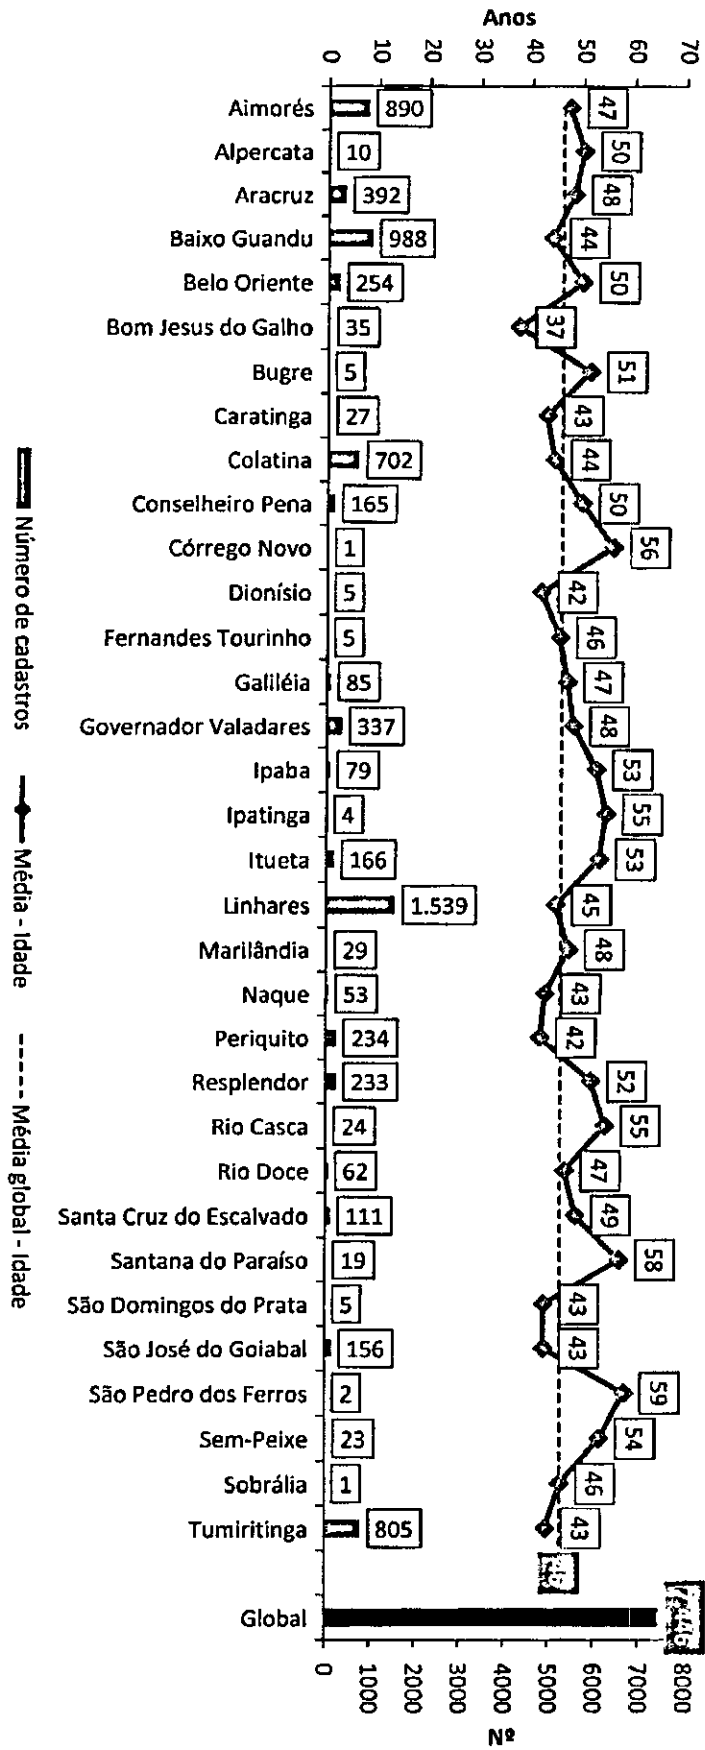 Anos
0 10 20 30 40 50 60 70
Aimorés 890 47
Alpercata 10 50
Aracruz 392 48
Baixo Guandu 988 44
Belo Oriente 254 50
Bom Jesus do Galho 35 37
Bugre 5 51
Caratinga 27 43
Colatina 702 44
Conselheiro Pena 165 50
Córrego Novo 1 56
Dionísio 5 42
Fernandes Tourinho 5 46
Galiléia 85 47
Governador Valadares 337 48
Ipaba 79 53
Ipatinga 4 55
Itueta 166 53
Linhares 1.539 45
Marilândia 29 48
Naque 53 43
Periquito 234 42
Resplendor 233 52
Rio Casca 24 55
Rio Doce 62 47
Santa Cruz do Escalvado 111 49
Santana do Paraíso 19 58
São Domingos do Prata 5 43
São José do Goiabal 156 43
São Pedro dos Ferros 2 59
Sem-Peixe 23 54
Sobrália 1 46
Tumiritinga 805 43
Global
0 1000 2000 3000 4000 5000 6000 7000 8000
Nº
Número de cadastros
Média - Idade
Média global - Idade